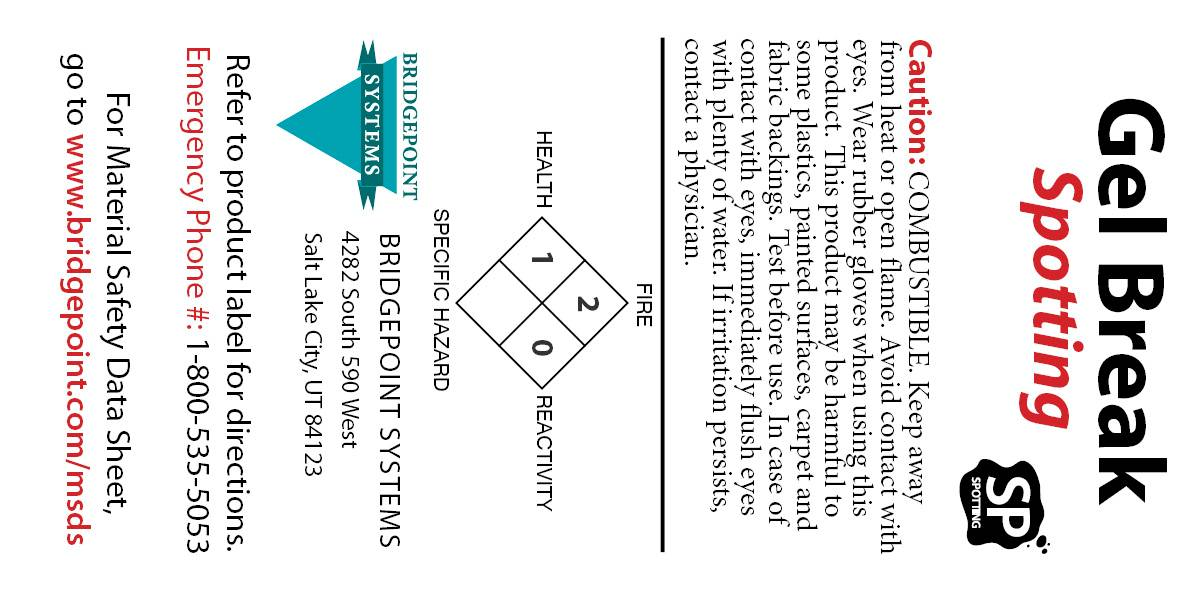 Gel Break
Spotting
SP
SPOTTING
Caution: COMBUSTIBLE. Keep away
from heat or open flame. Avoid contact with
eyes. Wear rubber gloves when using this
product. This product may be harmful to
some plastics, painted surfaces, carpet and
fabric backings. Test before use. In case of
contact with eyes, immediately flush eyes
with plenty of water. If irritation persists,
contact a physician.
FIRE
HEALTH
2
1
0
REACTIVITY
SPECIFIC HAZARD
BRIDGEPOINT
SYSTEMS
BRIDGEPOINT SYSTEMS
4282 South 590 West
Salt Lake City, UT 84123
Refer to product label for directions.
Emergency Phone #: 1-800-535-5053
For Material Safety Data Sheet,
go to www.bridgepoint.com/msds